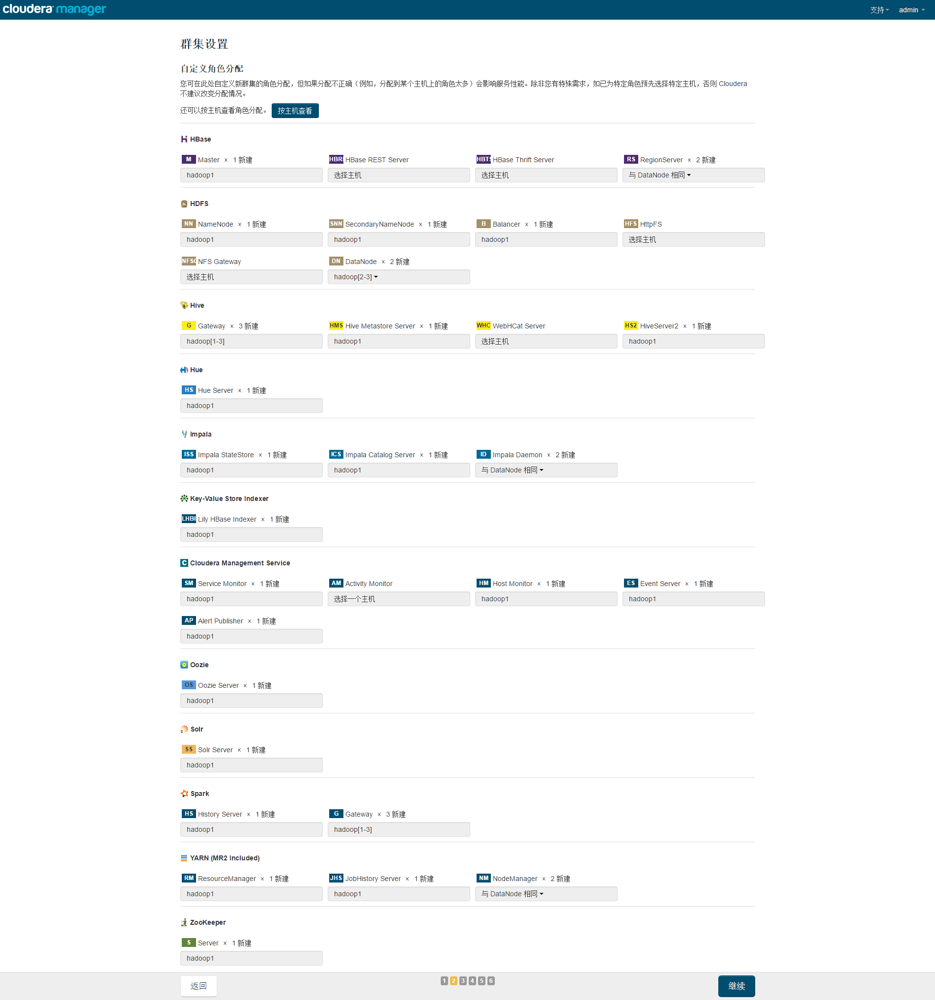 cloudera manager
支持 admin
群集设置
自定义角色分配
您可在此处自定义新群集的角色分配，但如果分配不正确（例如，分配到某个主机上的角色太多）会影响服务性能。除非您有特殊需求，如已为特定角色预先选择特定主机，否则 Cloudera
不建议改变分配情况。
还可以按主机查看角色分配。 按主机查看
HBase
M Master × 1 新建 HBR HBase REST Server HBTS HBase Thrift Server RS RegionServer × 2 新建
hadoop1 选择主机 选择主机 与 DataNode 相同
HDFS
NN NameNode × 1 新建 SNN SecondaryNameNode × 1 新建 B Balancer × 1 新建 HFS HttpFS
hadoop1 hadoop1 hadoop1 选择主机
NFSG NFS Gateway DN DataNode × 2 新建
选择主机 hadoop[2-3]
Hive
G Gateway × 3 新建 HMS Hive Metastore Server × 1 新建 WHC WebHCat Server HS2 HiveServer2 × 1 新建
hadoop[1-3] hadoop1 选择主机 hadoop1
Hue
HS Hue Server × 1 新建
hadoop1
Impala
ISS Impala StateStore × 1 新建 ICS Impala Catalog Server × 1 新建 ID Impala Daemon × 2 新建
hadoop1 hadoop1 与 DataNode 相同
Key-Value Store Indexer
LHBI Lily HBase Indexer × 1 新建
hadoop1
Cloudera Management Service
SM Service Monitor × 1 新建 AM Activity Monitor HM Host Monitor × 1 新建 ES Event Server × 1 新建
hadoop1 选择一个主机 hadoop1 hadoop1
AP Alert Publisher × 1 新建
hadoop1
Oozie
OS Oozie Server × 1 新建
hadoop1
Solr
SS Solr Server × 1 新建
hadoop1
Spark
HS History Server × 1 新建 G Gateway × 3 新建
hadoop1 hadoop[1-3]
YARN (MR2 Included)
RM ResourceManager × 1 新建 JHS JobHistory Server × 1 新建 NM NodeManager × 2 新建
hadoop1 hadoop1 与 DataNode 相同
ZooKeeper
S Server × 1 新建
hadoop1
返回 1 2 3 4 5 6 继续